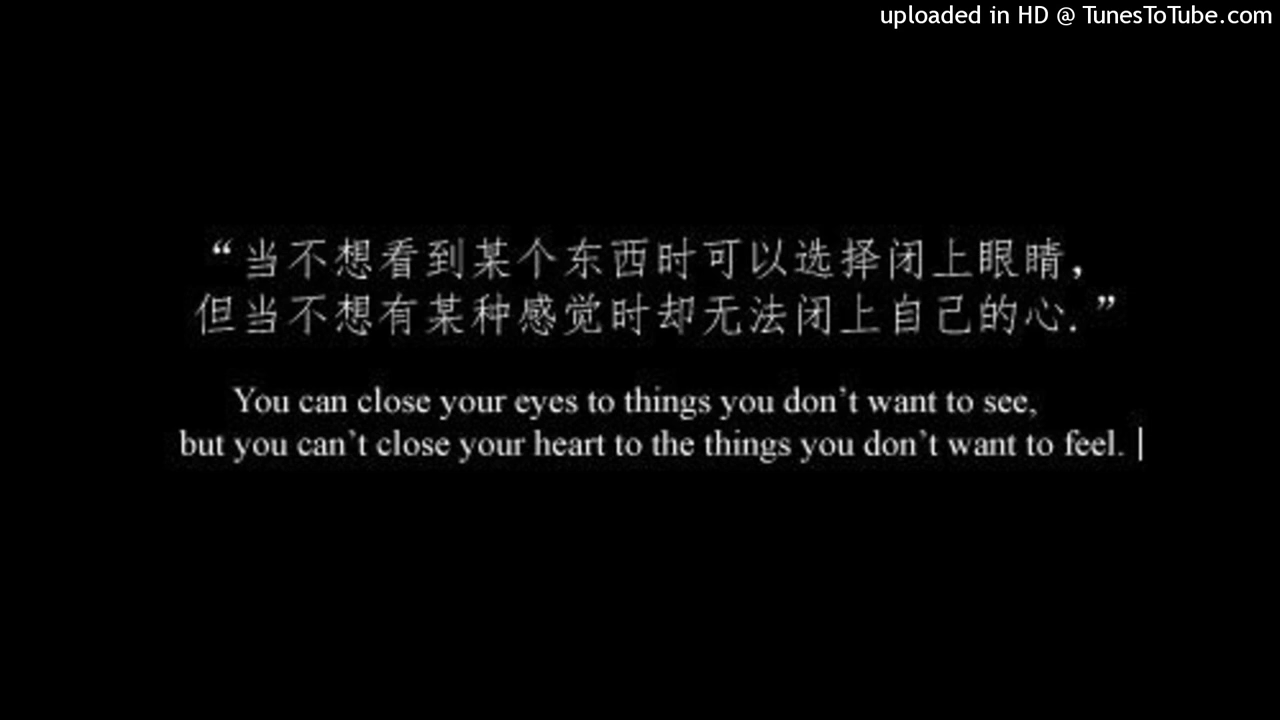 uploaded in HD @ TunesToTube.com
“当不想看到某个东西时可以选择闭上眼睛，
但当不想有某种感觉时却无法闭上自己的心.”
You can close your eyes to things you don’t want to see,
but you can’t close your heart to the things you don’t want to feel. |